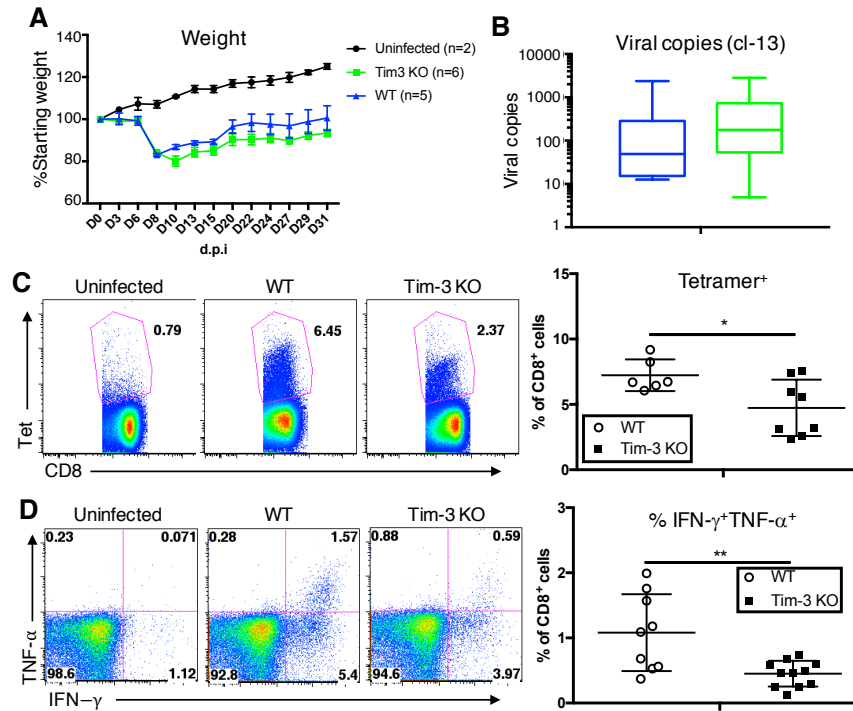 A
Weight
%Starting weight
140
120
100
80
60
D0 D3 D6 D8 D10 D13 D15 D20 D22 D24 D27 D29 D31
d.p.i
Uninfected (n=2)
Tim3 KO (n=6)
WT (n=5)
B
Viral copies (cl-13)
Viral copies
10000
1000
100
10
1
C
Uninfected
WT
Tim-3 KO
0.79
6.45
2.37
Tet
CD8
Tetramer⁺
% of CD8⁺ cells
15
10
5
0
*
WT
Tim-3 KO
D
Uninfected
WT
Tim-3 KO
0.23 0.071
98.6 1.12
0.28 1.57
92.8 5.4
0.88 0.59
94.6 3.97
TNF-α
IFN–γ
% IFN-γ⁺TNF-α⁺
% of CD8⁺ cells
3
2
1
0
**
WT
Tim-3 KO